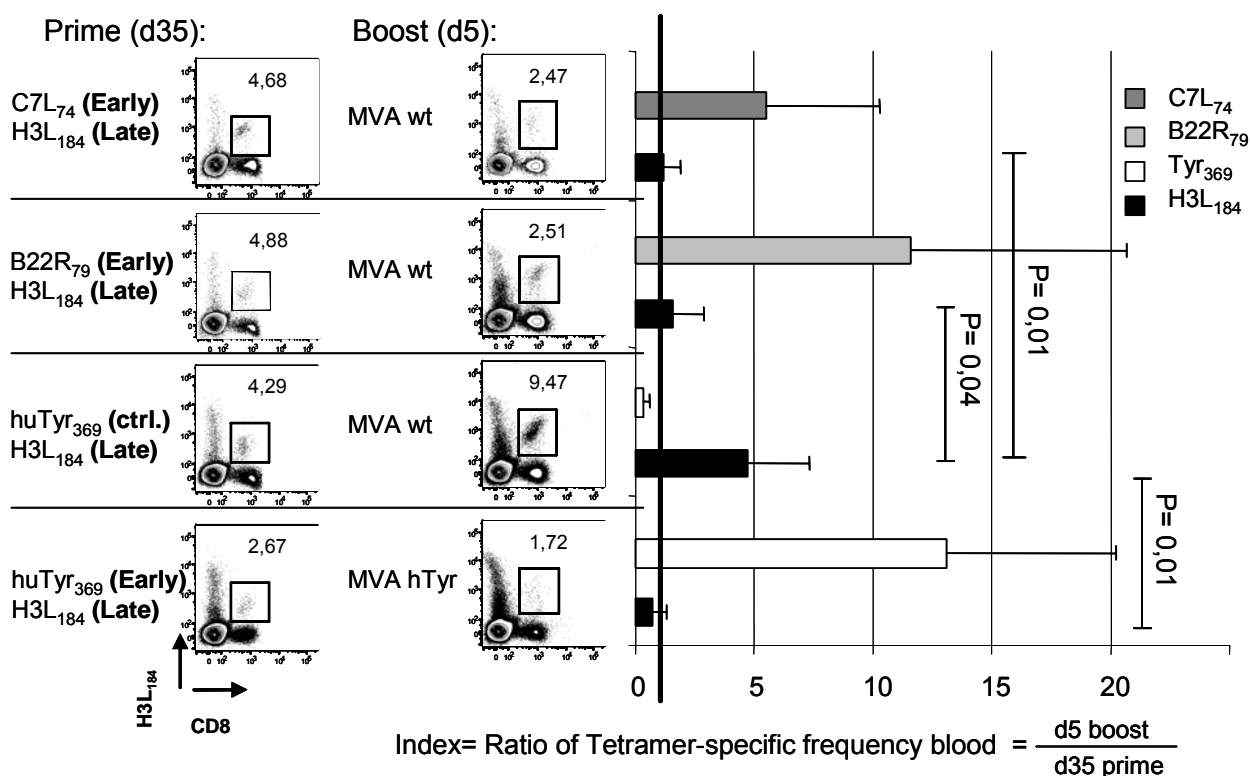 Prime (d35): Boost (d5):
C7L74 (Early)
H3L184 (Late)
4,68
MVA wt
2,47
B22R79 (Early)
H3L184 (Late)
4,88
MVA wt
2,51
huTyr369 (ctrl.)
H3L184 (Late)
4,29
MVA wt
9,47
huTyr369 (Early)
H3L184 (Late)
2,67
MVA hTyr
1,72
H3L184
CD8
C7L74
B22R79
Tyr369
H3L184
P= 0,01
P= 0,04
P= 0,01
0 5 10 15 20
Index= Ratio of Tetramer-specific frequency blood = d5 boost
d35 prime